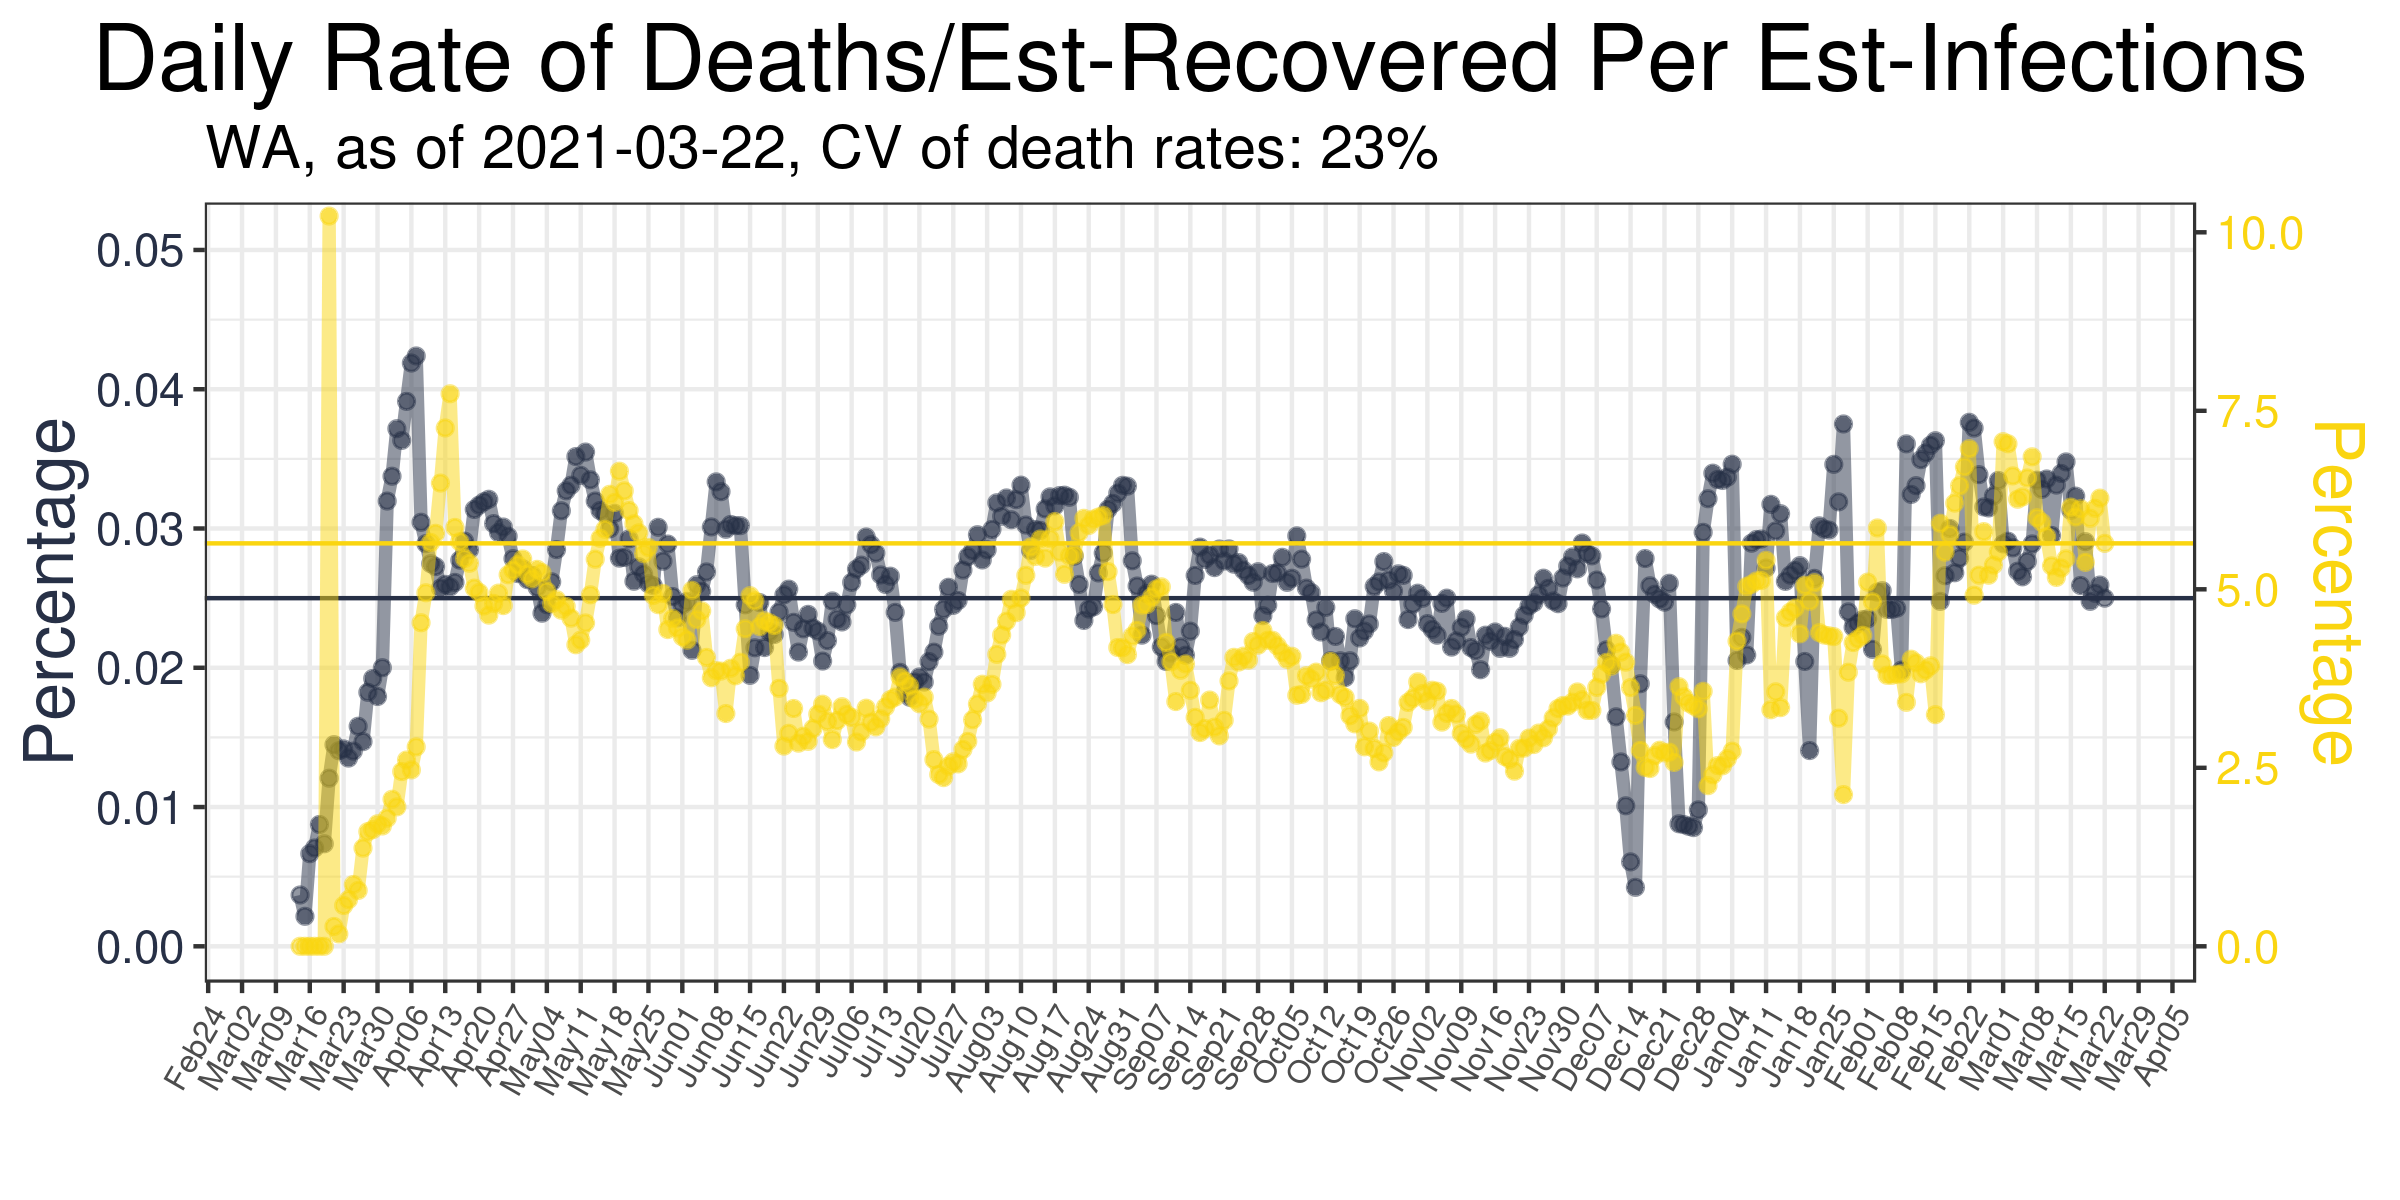 Daily Rate of Deaths/Est-Recovered Per Est-Infections
WA, as of 2021-03-22, CV of death rates: 23%
Percentage
0.05
0.04
0.03
0.02
0.01
0.00
10.0
7.5
5.0
2.5
0.0
Percentage
Feb24
Mar02
Mar09
Mar16
Mar23
Mar30
Apr06
Apr13
Apr20
Apr27
May04
May11
May18
May25
Jun01
Jun08
Jun15
Jun22
Jun29
Jul06
Jul13
Jul20
Jul27
Aug03
Aug10
Aug17
Aug24
Aug31
Sep07
Sep14
Sep21
Sep28
Oct05
Oct12
Oct19
Oct26
Nov02
Nov09
Nov16
Nov23
Nov30
Dec07
Dec14
Dec21
Dec28
Jan04
Jan11
Jan18
Jan25
Feb01
Feb08
Feb15
Feb22
Mar01
Mar08
Mar15
Mar22
Mar29
Apr05